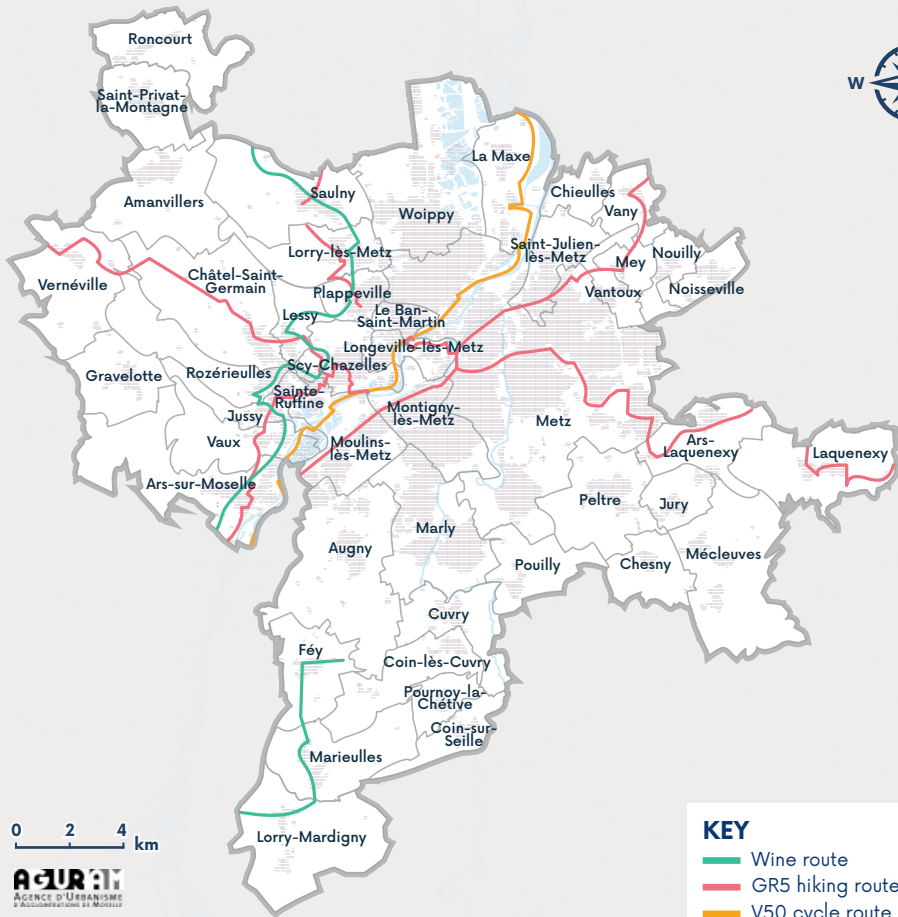 Roncourt
Saint-Privat-
la-Montagne
W
La Maxe
Saulny
Chieulles
Amanvillers
Vany
Woippy
Saint-Julien-
lès-Metz
Lorry-lès-Metz
Nouilly
Mey
Châtel-Saint-
Germain
Vernéville
Plappeville
Vantoux
Noisseville
Lessy
Le Ban-
Saint-Martin
Longeville-lès-Metz
Scy-Chazelles
Gravelotte
Rozérieulles
Sainte-
Ruffine
Jussy
Montigny-
lès-Metz
Metz
Vaux
Moulins-
lès-Metz
Ars-
Laquenexy
Laquenexy
Ars-sur-Moselle
Peltre
Jury
Marly
Augny
Mécleuves
Pouilly
Chesny
Cuvry
Féy
Coin-lès-Cuvry
Pournoy-la-
Chétive
Coin-sur-
Seille
Marieulles
Lorry-Mardigny
0 2 4 km
AGURAM
AGENCE D'URBANISME
D'AGGLOMÉRATIONS DE MOSELLE
KEY
Wine route
GR5 hiking route
V50 cycle route